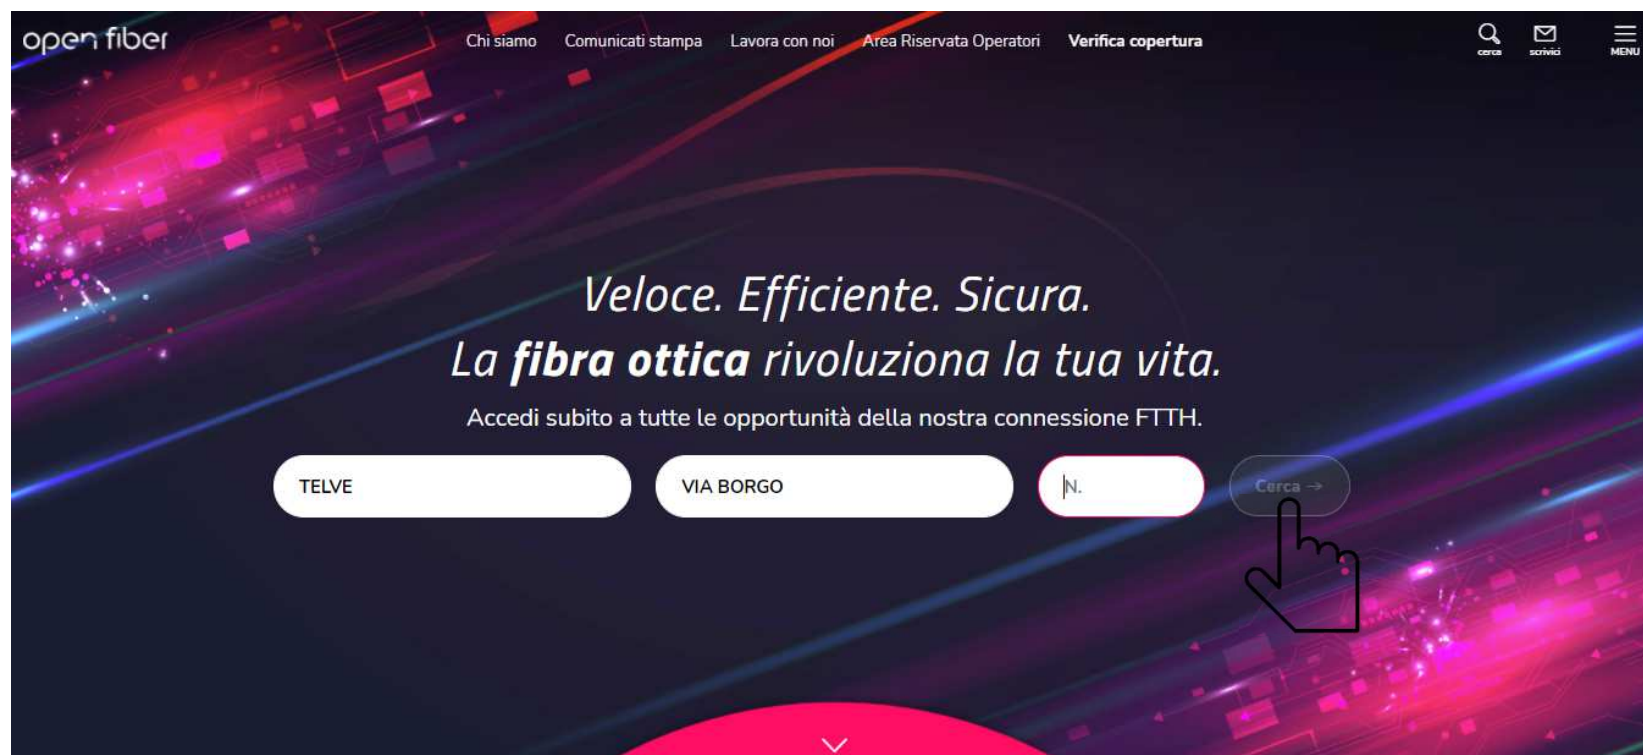 open fiber
Chi siamo Comunicati stampa Lavora con noi Area Riservata Operatori Verifica copertura
cerca scrivici MENU
Veloce. Efficiente. Sicura.
La fibra ottica rivoluziona la tua vita.
Accedi subito a tutte le opportunità della nostra connessione FTTH.
TELVE VIA BORGO N. Cerca →